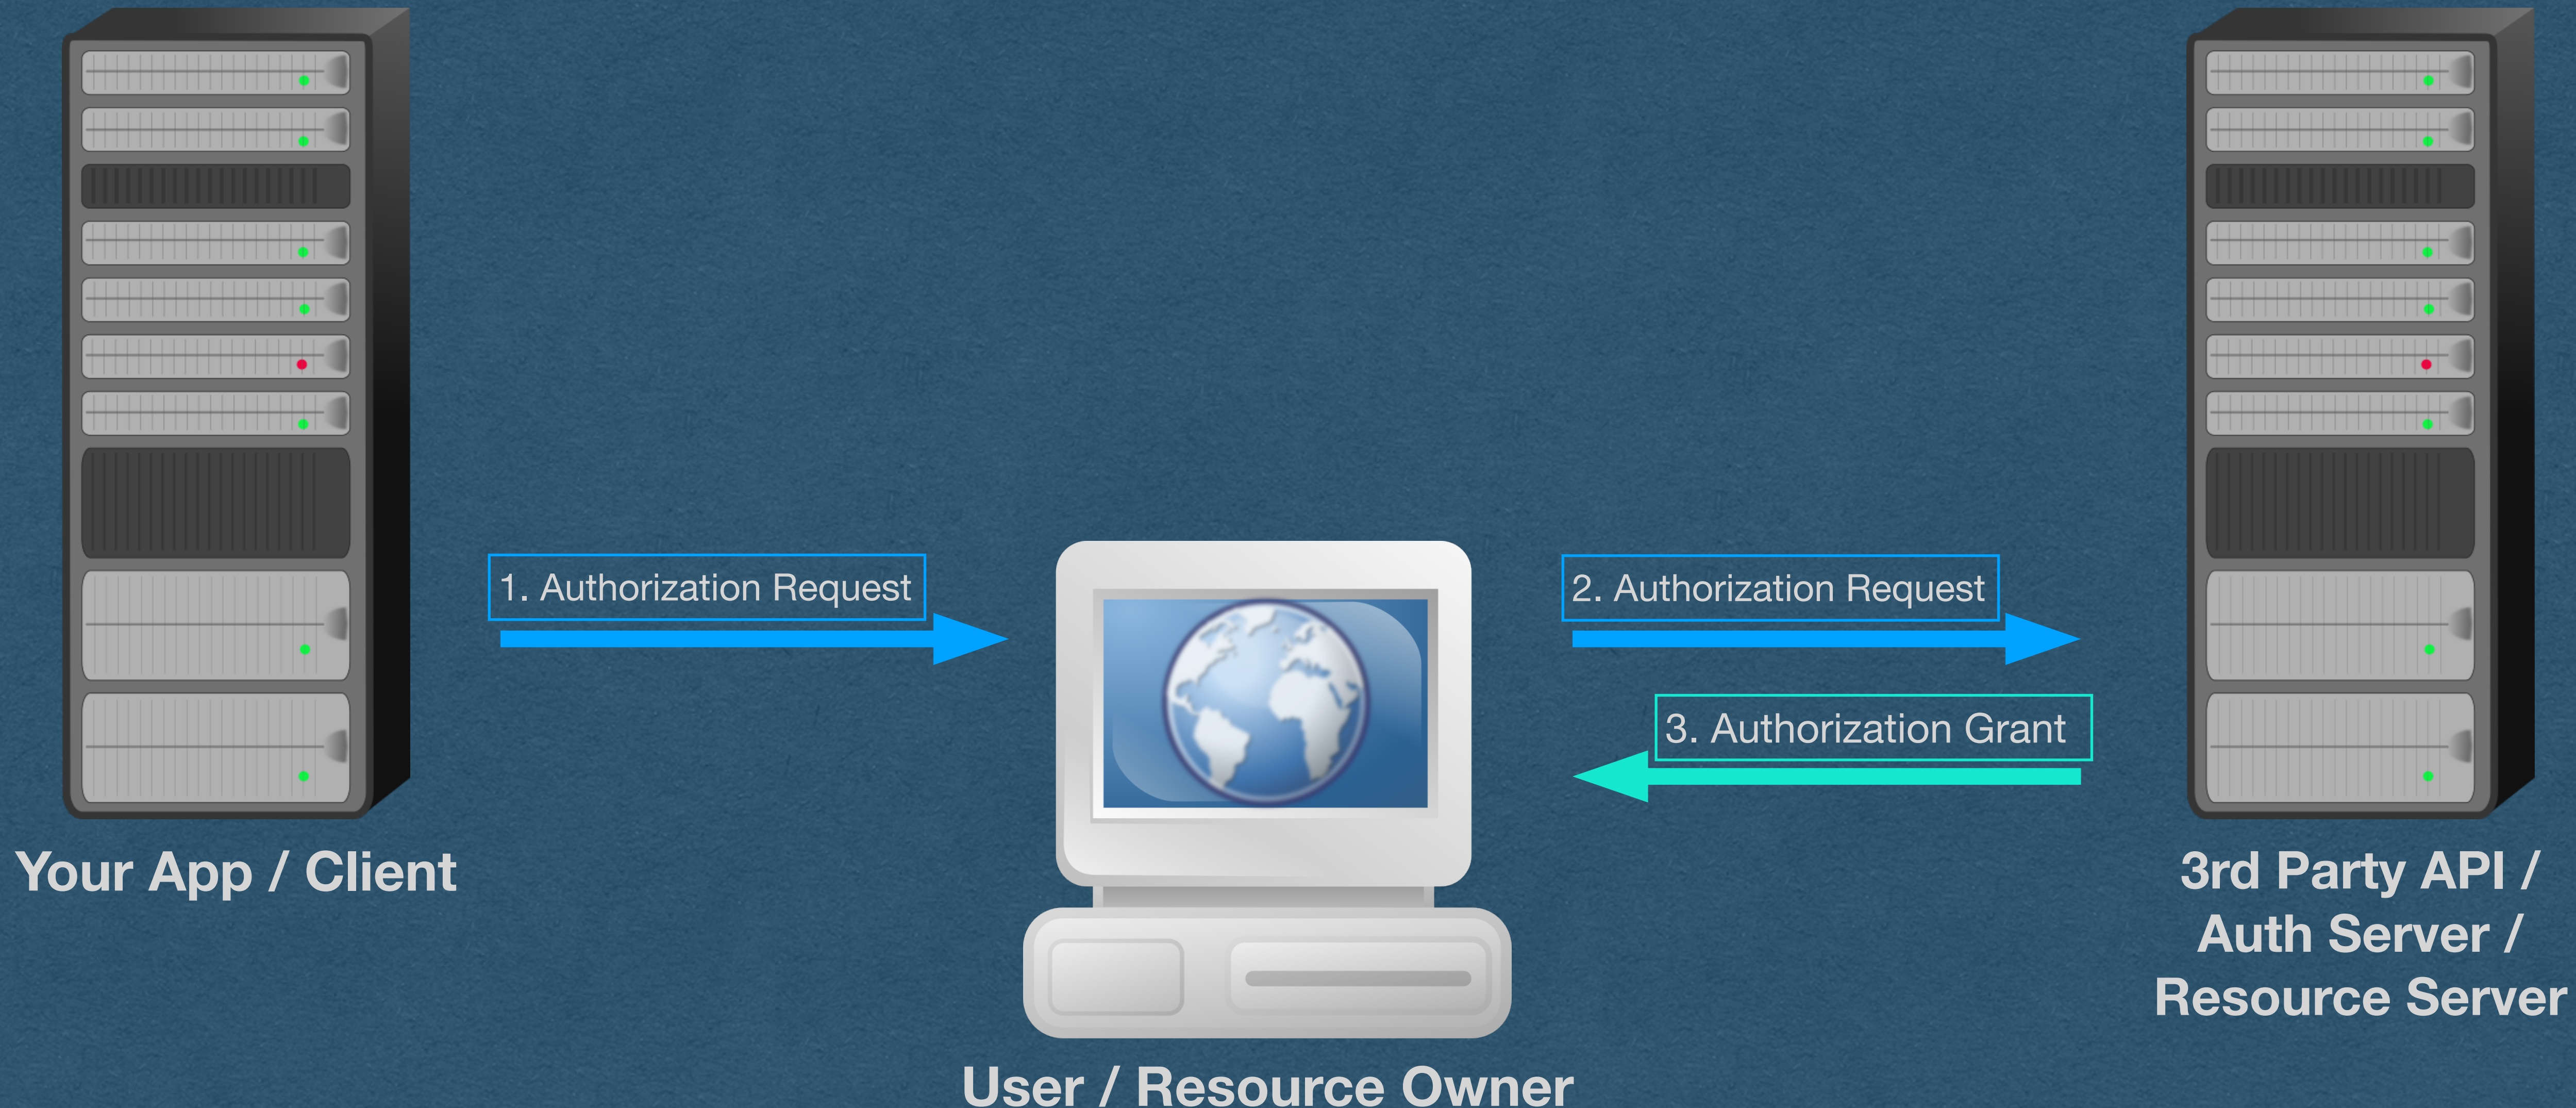 1. Authorization Request
2. Authorization Request
3. Authorization Grant
Your App / Client
3rd Party API /
Auth Server /
Resource Server
User / Resource Owner